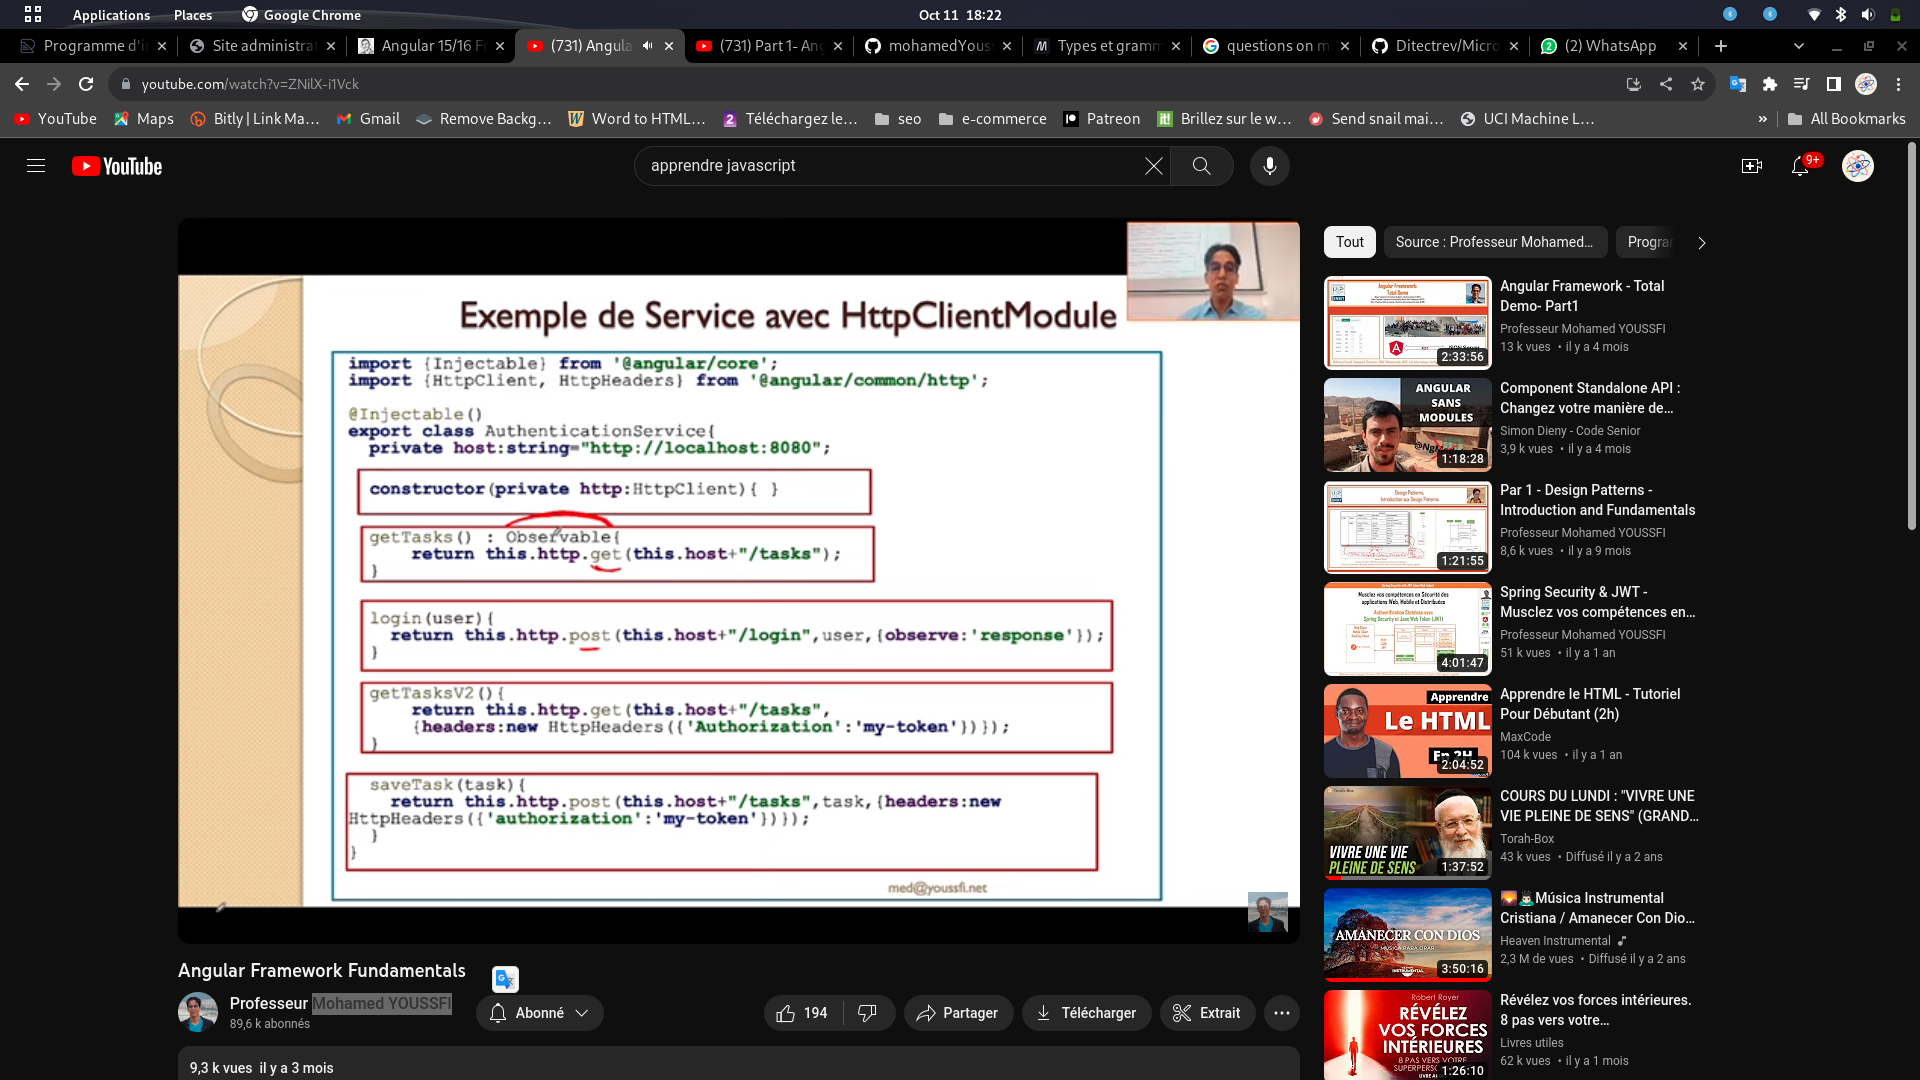 Applications Places Google Chrome Oct 11 18:22
Programme d'i Site administra Angular 15/16 F (731) Angula (731) Part 1- An mohamedYous Types et gramm questions on m Ditectrev/Micro (2) WhatsApp
youtube.com/watch?v=ZNilX-i1Vck
YouTube Maps Bitly | Link Ma... Gmail Remove Backg... Word to HTML... Téléchargez le... seo e-commerce Patreon Brillez sur le w... Send snail mai... UCI Machine L... » All Bookmarks
YouTube apprendre javascript 9+
Exemple de Service avec HttpClientModule
import {Injectable} from '@angular/core';
import {HttpClient, HttpHeaders} from '@angular/common/http';
@Injectable()
export class AuthenticationService{
private host:string="http://localhost:8080";
constructor(private http:HttpClient){ }
getTasks() : Observable{
return this.http.get(this.host+"/tasks");
}
login(user){
return this.http.post(this.host+"/login",user,{observe:'response'});
}
getTasksV2(){
return this.http.get(this.host+"/tasks",
{headers:new HttpHeaders({'Authorization':'my-token'})});
}
saveTask(task){
return this.http.post(this.host+"/tasks",task,{headers:new
HttpHeaders({'authorization':'my-token'})});
}
}
med@youssfi.net
Angular Framework Fundamentals
Professeur Mohamed YOUSSFI
89,6 k abonnés
Abonné
194
Partager
Télécharger
Extrait
9,3 k vues il y a 3 mois
Tout Source : Professeur Mohamed... Progra
2:33:56
Angular Framework - Total
Demo- Part1
Professeur Mohamed YOUSSFI
13 k vues • il y a 4 mois
ANGULAR
SANS
MODULES
1:18:28
Component Standalone API :
Changez votre manière de...
Simon Dieny - Code Senior
3,9 k vues • il y a 4 mois
1:21:55
Par 1 - Design Patterns -
Introduction and Fundamentals
Professeur Mohamed YOUSSFI
8,6 k vues • il y a 9 mois
Musclez vos compétences en Sécurité des
applications Web, Mobile et Distribuées
4:01:47
Spring Security & JWT -
Musclez vos compétences en...
Professeur Mohamed YOUSSFI
51 k vues • il y a 1 an
Apprendre
Le HTML
En 2H
2:04:52
Apprendre le HTML - Tutoriel
Pour Débutant (2h)
MaxCode
104 k vues • il y a 1 an
Torah-Box
VIVRE UNE VIE
PLEINE DE SENS
1:37:52
COURS DU LUNDI : "VIVRE UNE
VIE PLEINE DE SENS" (GRAND...
Torah-Box
43 k vues • Diffusé il y a 2 ans
AMANECER CON DIOS
MÚSICA PARA ORAR
3:50:16
Música Instrumental
Cristiana / Amanecer Con Dio...
Heaven Instrumental
2,3 M de vues • Diffusé il y a 2 ans
Robert Royer
RÉVÉLEZ
VOS FORCES
INTÉRIEURES
1:26:10
Révélez vos forces intérieures.
8 pas vers votre...
Livres utiles
62 k vues • il y a 1 mois